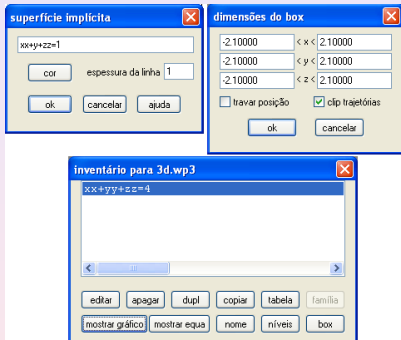 superfície implícita
xx+y+zz=1
cor espessura da linha 1
ok cancelar ajuda
dimensões do box
-2.10000 < x < 2.10000
-2.10000 < y < 2.10000
-2.10000 < z < 2.10000
travar posição clip trajetórias
ok cancelar
inventário para 3d.wp3
xx+yy+zz=4
editar apagar dupl copiar tabela família
mostrar gráfico mostrar equa nome níveis box